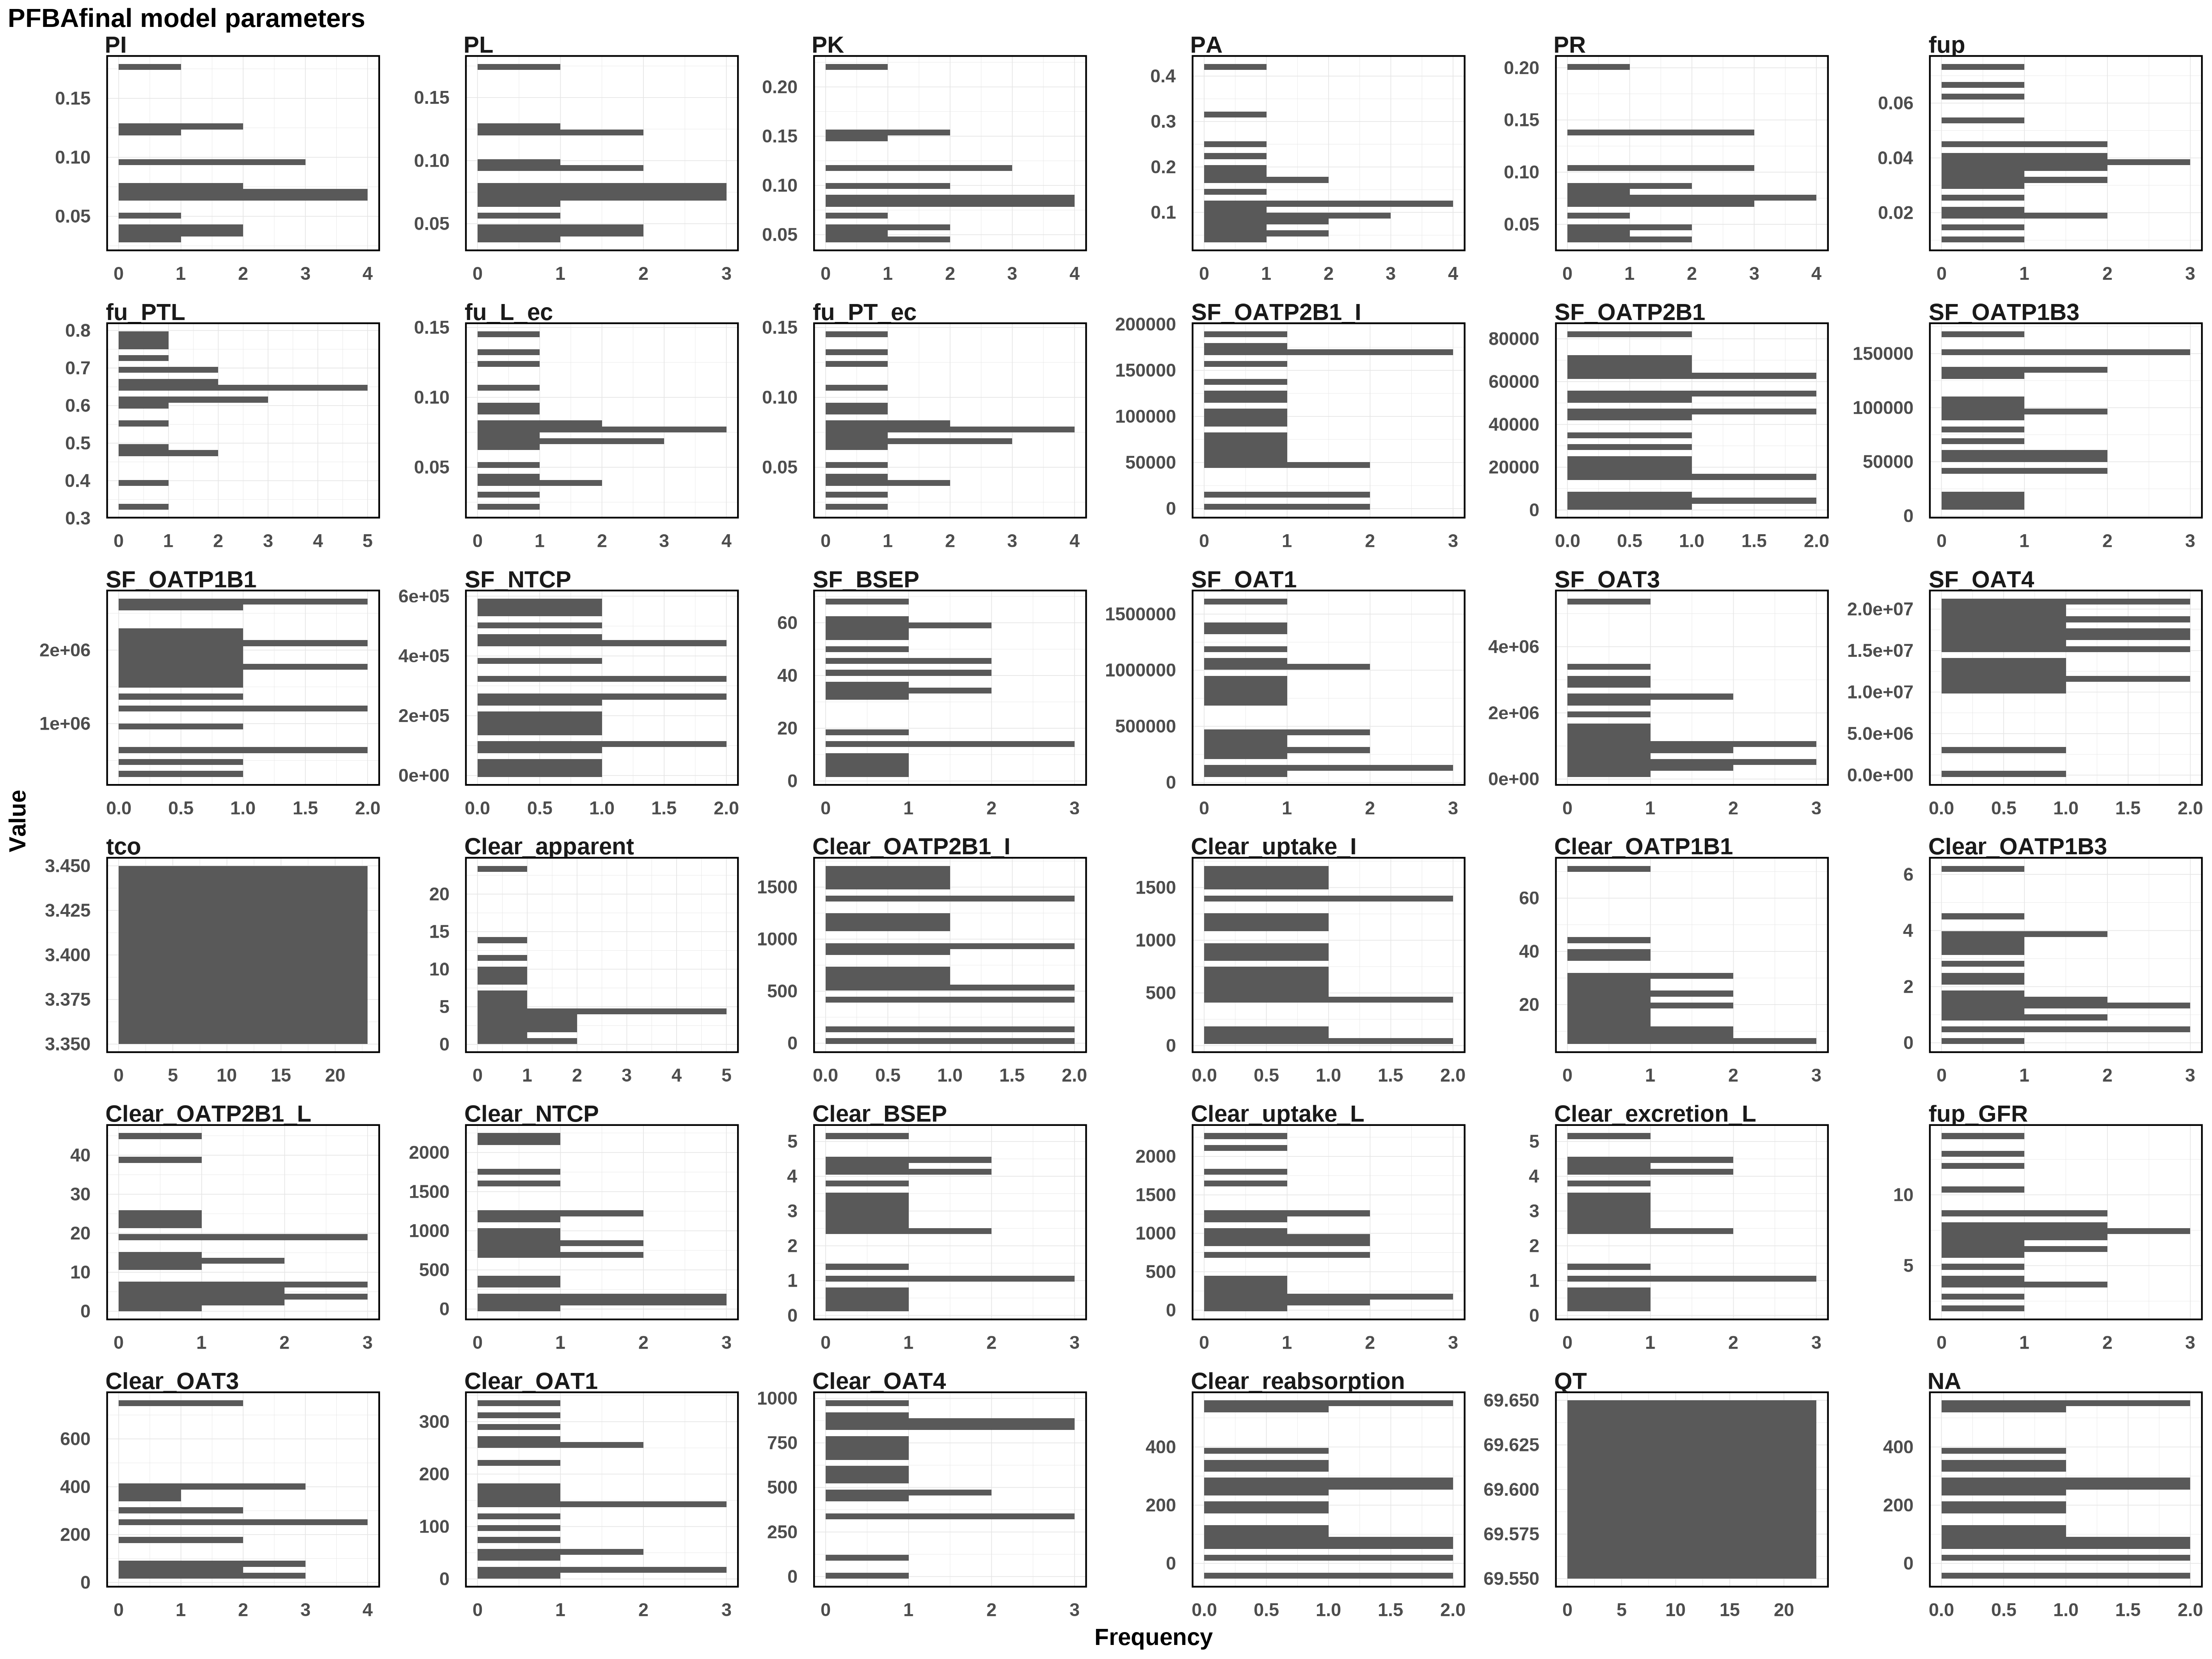 PFBAfinal model parameters
PI PL PK PA PR fup
0.15 0.10 0.05
0 1 2 3 4
0.15 0.10 0.05
0 1 2 3
0.20 0.15 0.10 0.05
0 1 2 3 4
0.4 0.3 0.2 0.1
0 1 2 3 4
0.20 0.15 0.10 0.05
0 1 2 3 4
0.06 0.04 0.02
0 1 2 3
fu_PTL fu_L_ec fu_PT_ec SF_OATP2B1_I SF_OATP2B1 SF_OATP1B3
0.8 0.7 0.6 0.5 0.4 0.3
0 1 2 3 4 5
0.15 0.10 0.05
0 1 2 3 4
0.15 0.10 0.05
0 1 2 3 4
200000 150000 100000 50000 0
0 1 2 3
80000 60000 40000 20000 0
0.0 0.5 1.0 1.5 2.0
150000 100000 50000 0
0 1 2 3
SF_OATP1B1 SF_NTCP SF_BSEP SF_OAT1 SF_OAT3 SF_OAT4
2e+06 1e+06
0.0 0.5 1.0 1.5 2.0
6e+05 4e+05 2e+05 0e+00
0.0 0.5 1.0 1.5 2.0
60 40 20 0
0 1 2 3
1500000 1000000 500000 0
0 1 2 3
4e+06 2e+06 0e+00
0 1 2 3
2.0e+07 1.5e+07 1.0e+07 5.0e+06 0.0e+00
0.0 0.5 1.0 1.5 2.0
Value
tco Clear_apparent Clear_OATP2B1_I Clear_uptake_I Clear_OATP1B1 Clear_OATP1B3
3.450 3.425 3.400 3.375 3.350
0 5 10 15 20
20 15 10 5 0
0 1 2 3 4 5
1500 1000 500 0
0.0 0.5 1.0 1.5 2.0
1500 1000 500 0
0.0 0.5 1.0 1.5 2.0
60 40 20
0 1 2 3
6 4 2 0
0 1 2 3
Clear_OATP2B1_L Clear_NTCP Clear_BSEP Clear_uptake_L Clear_excretion_L fup_GFR
40 30 20 10 0
0 1 2 3
2000 1500 1000 500 0
0 1 2 3
5 4 3 2 1 0
0 1 2 3
2000 1500 1000 500 0
0 1 2 3
5 4 3 2 1 0
0 1 2 3
10 5
0 1 2 3
Clear_OAT3 Clear_OAT1 Clear_OAT4 Clear_reabsorption QT NA
600 400 200 0
0 1 2 3 4
300 200 100 0
0 1 2 3
1000 750 500 250 0
0 1 2 3
400 200 0
0.0 0.5 1.0 1.5 2.0
69.650 69.625 69.600 69.575 69.550
0 5 10 15 20
400 200 0
0.0 0.5 1.0 1.5 2.0
Frequency